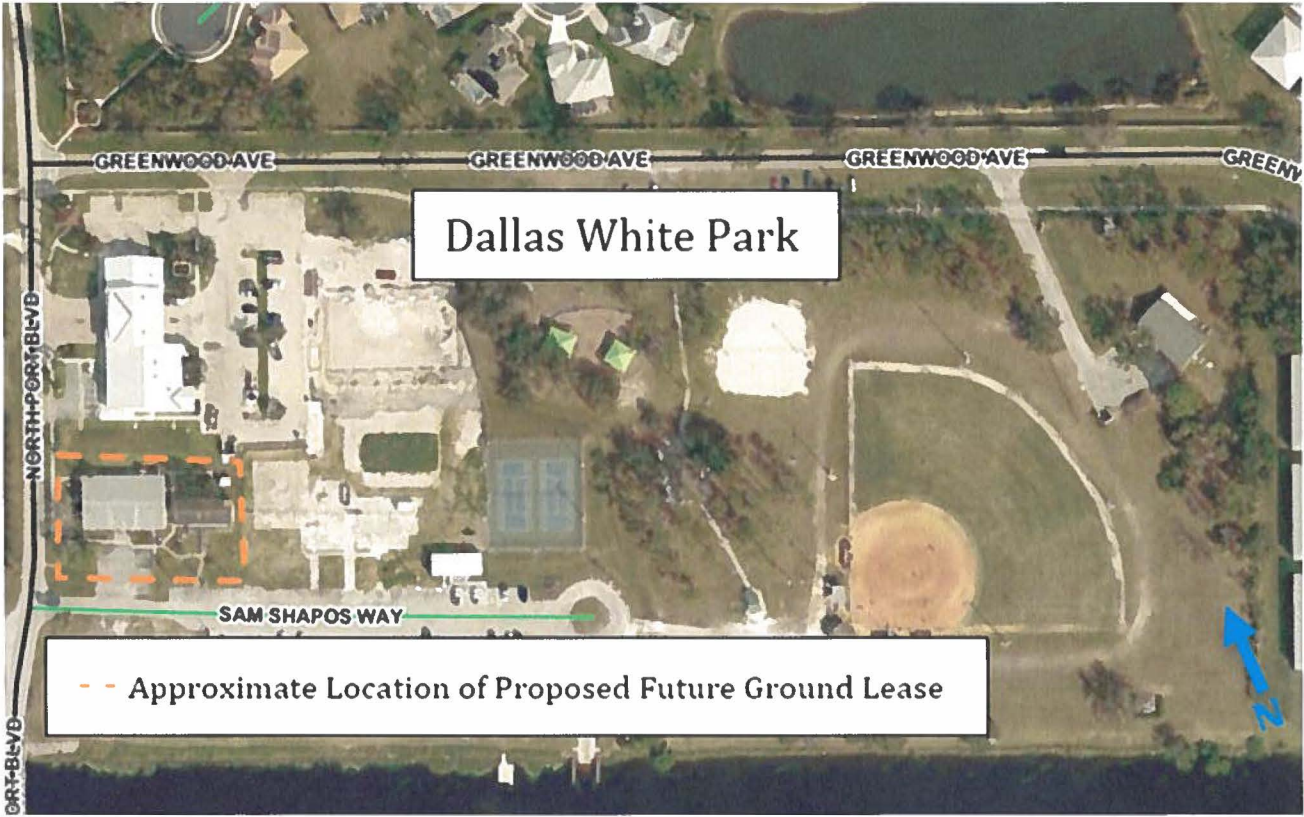 GREENWOOD AVE
GREENWOOD AVE
GREENWOOD AVE
GREENW
Dallas White Park
NORTH PORT BLVD
SAM SHAPOS WAY
Approximate Location of Proposed Future Ground Lease
N
ORT BLVD